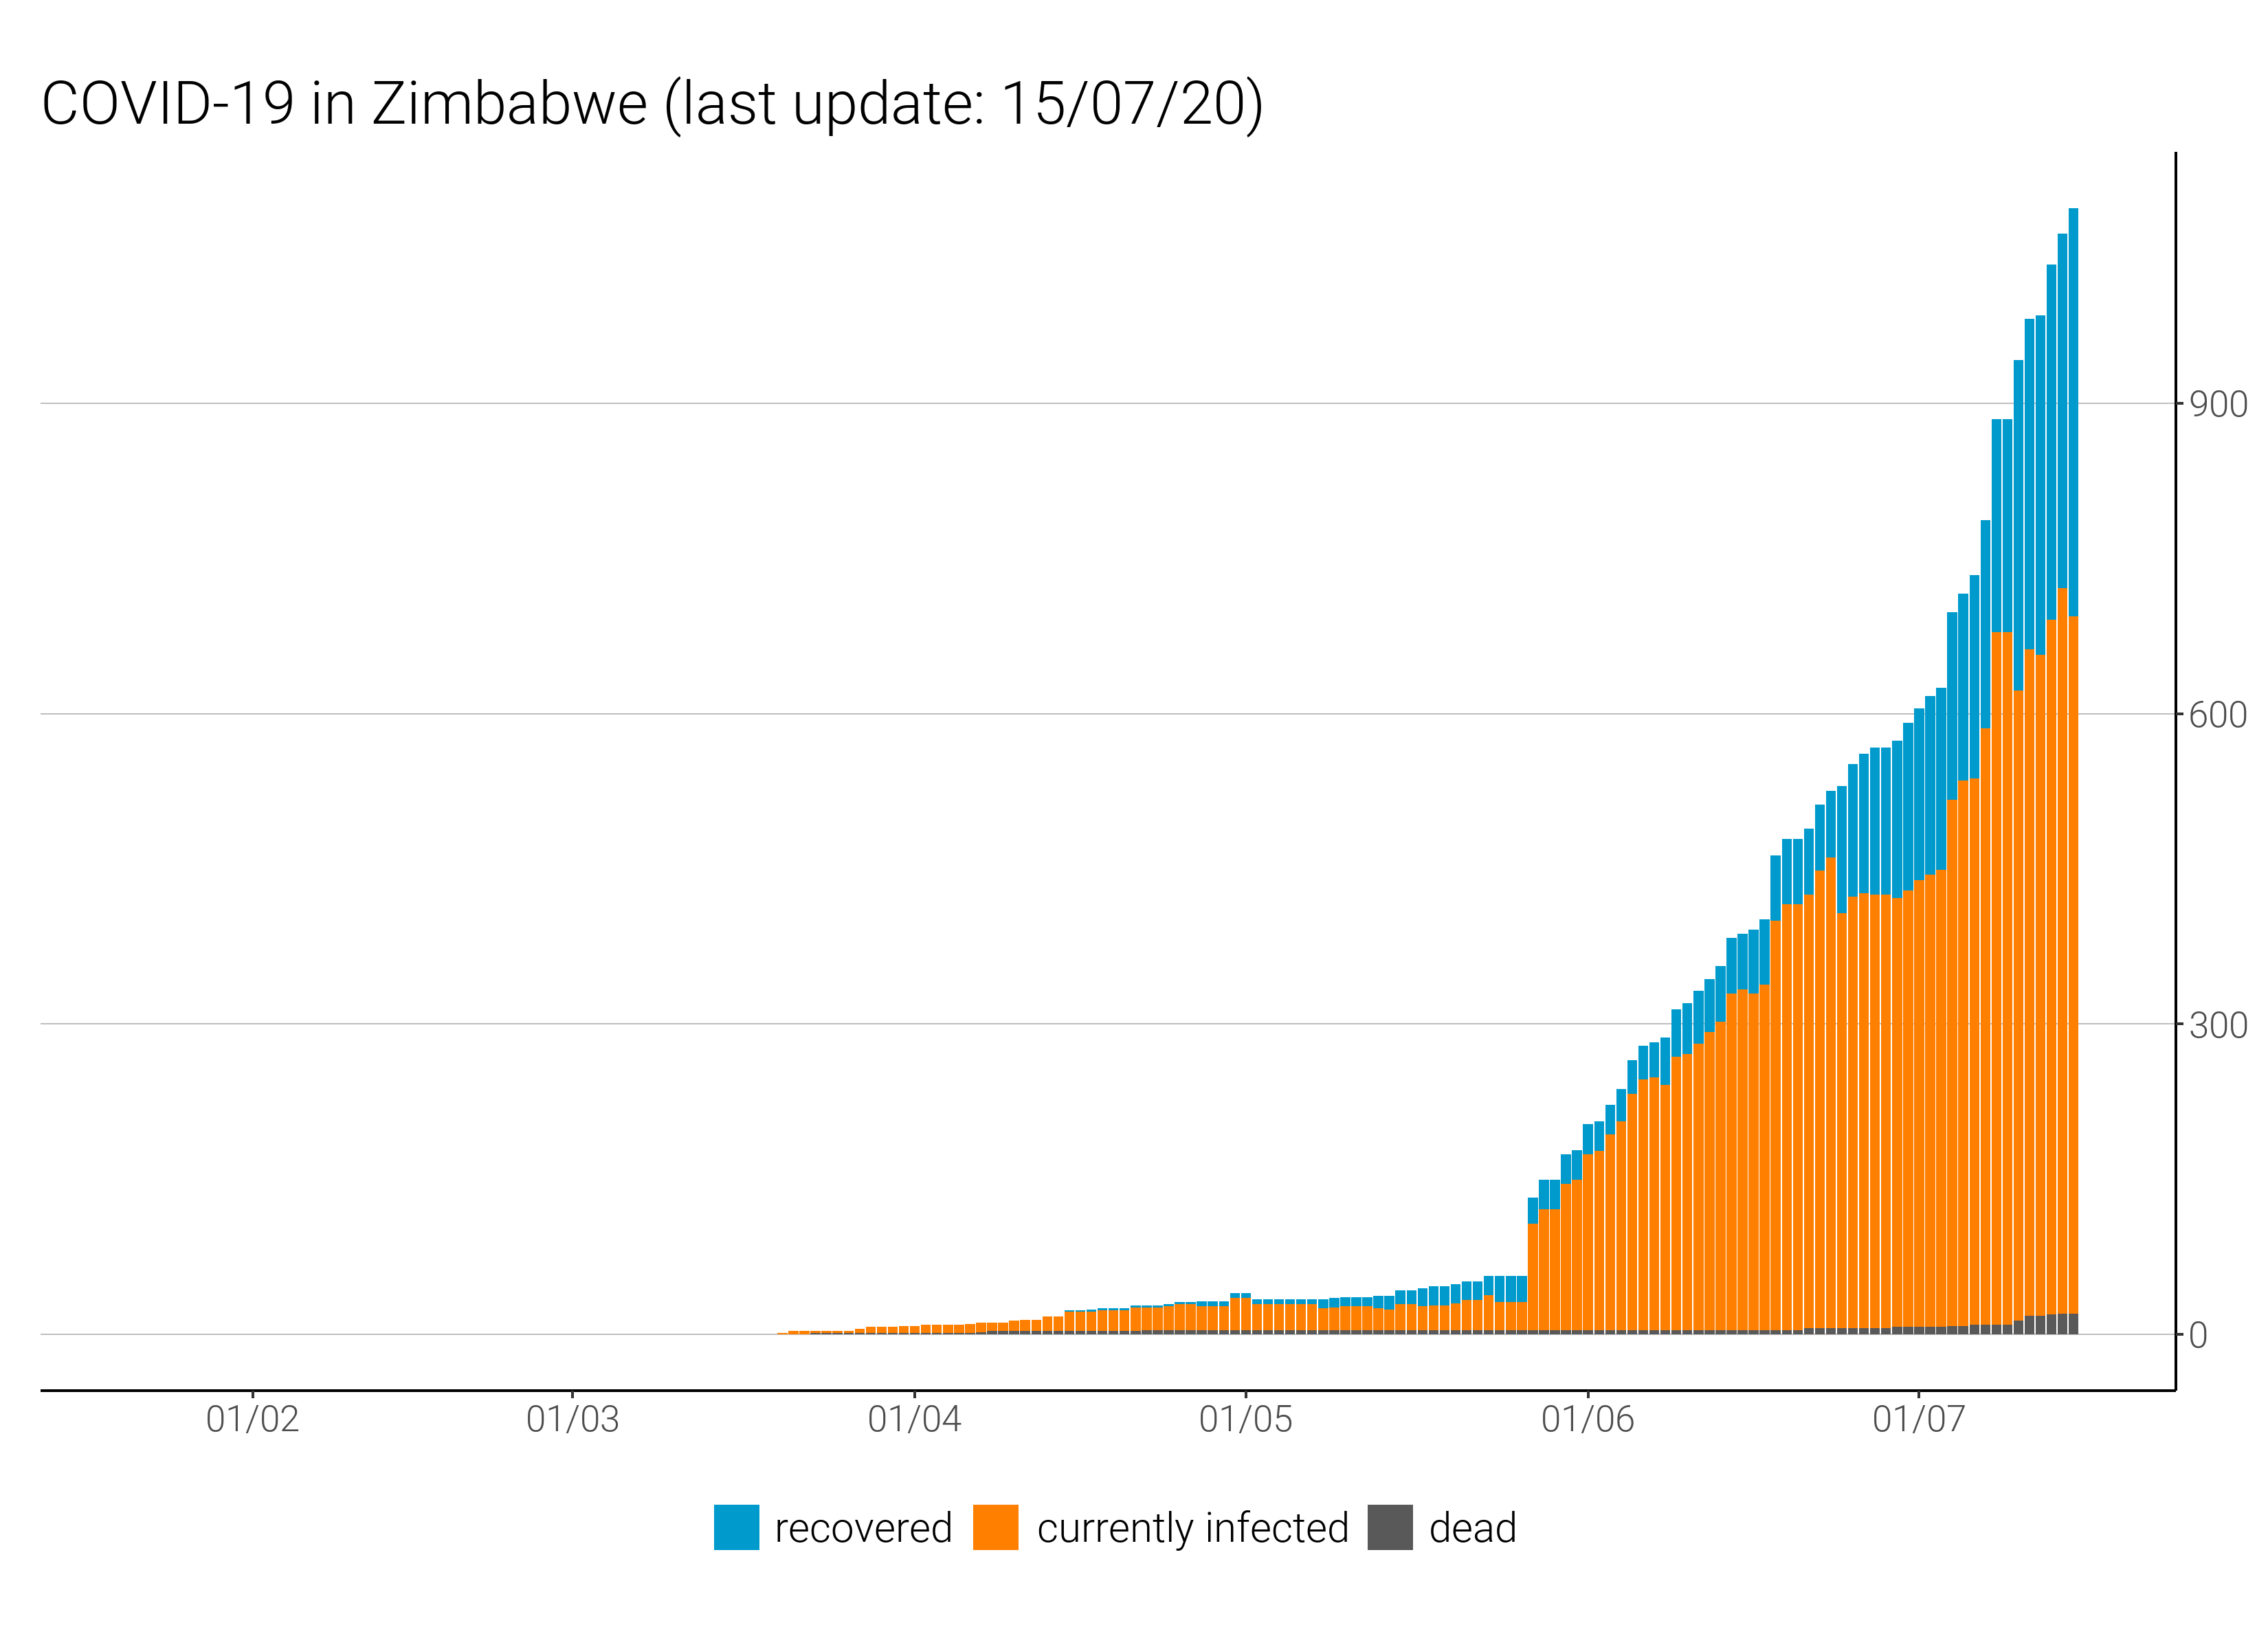 COVID-19 in Zimbabwe (last update: 15/07/20)
900
600
300
0
01/02 01/03 01/04 01/05 01/06 01/07
recovered currently infected dead